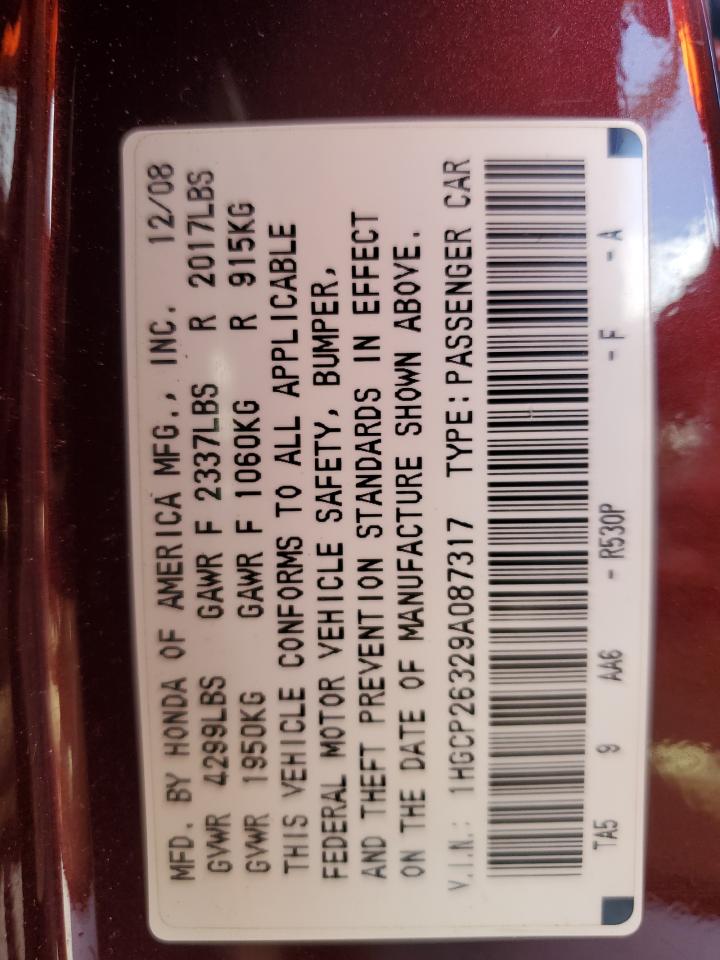 MFD. BY HONDA OF AMERICA MFG., INC. 12/08
GVWR 4299LBS GAWR F 2337LBS R 2017LBS
GVWR 1950KG GAWR F 1060KG R 915KG
THIS VEHICLE CONFORMS TO ALL APPLICABLE
FEDERAL MOTOR VEHICLE SAFETY, BUMPER,
AND THEFT PREVENTION STANDARDS IN EFFECT
ON THE DATE OF MANUFACTURE SHOWN ABOVE.
V.I.N.: 1HGCP26329A087317 TYPE:PASSENGER CAR
TA5 9 AA6 - R530P - F - A